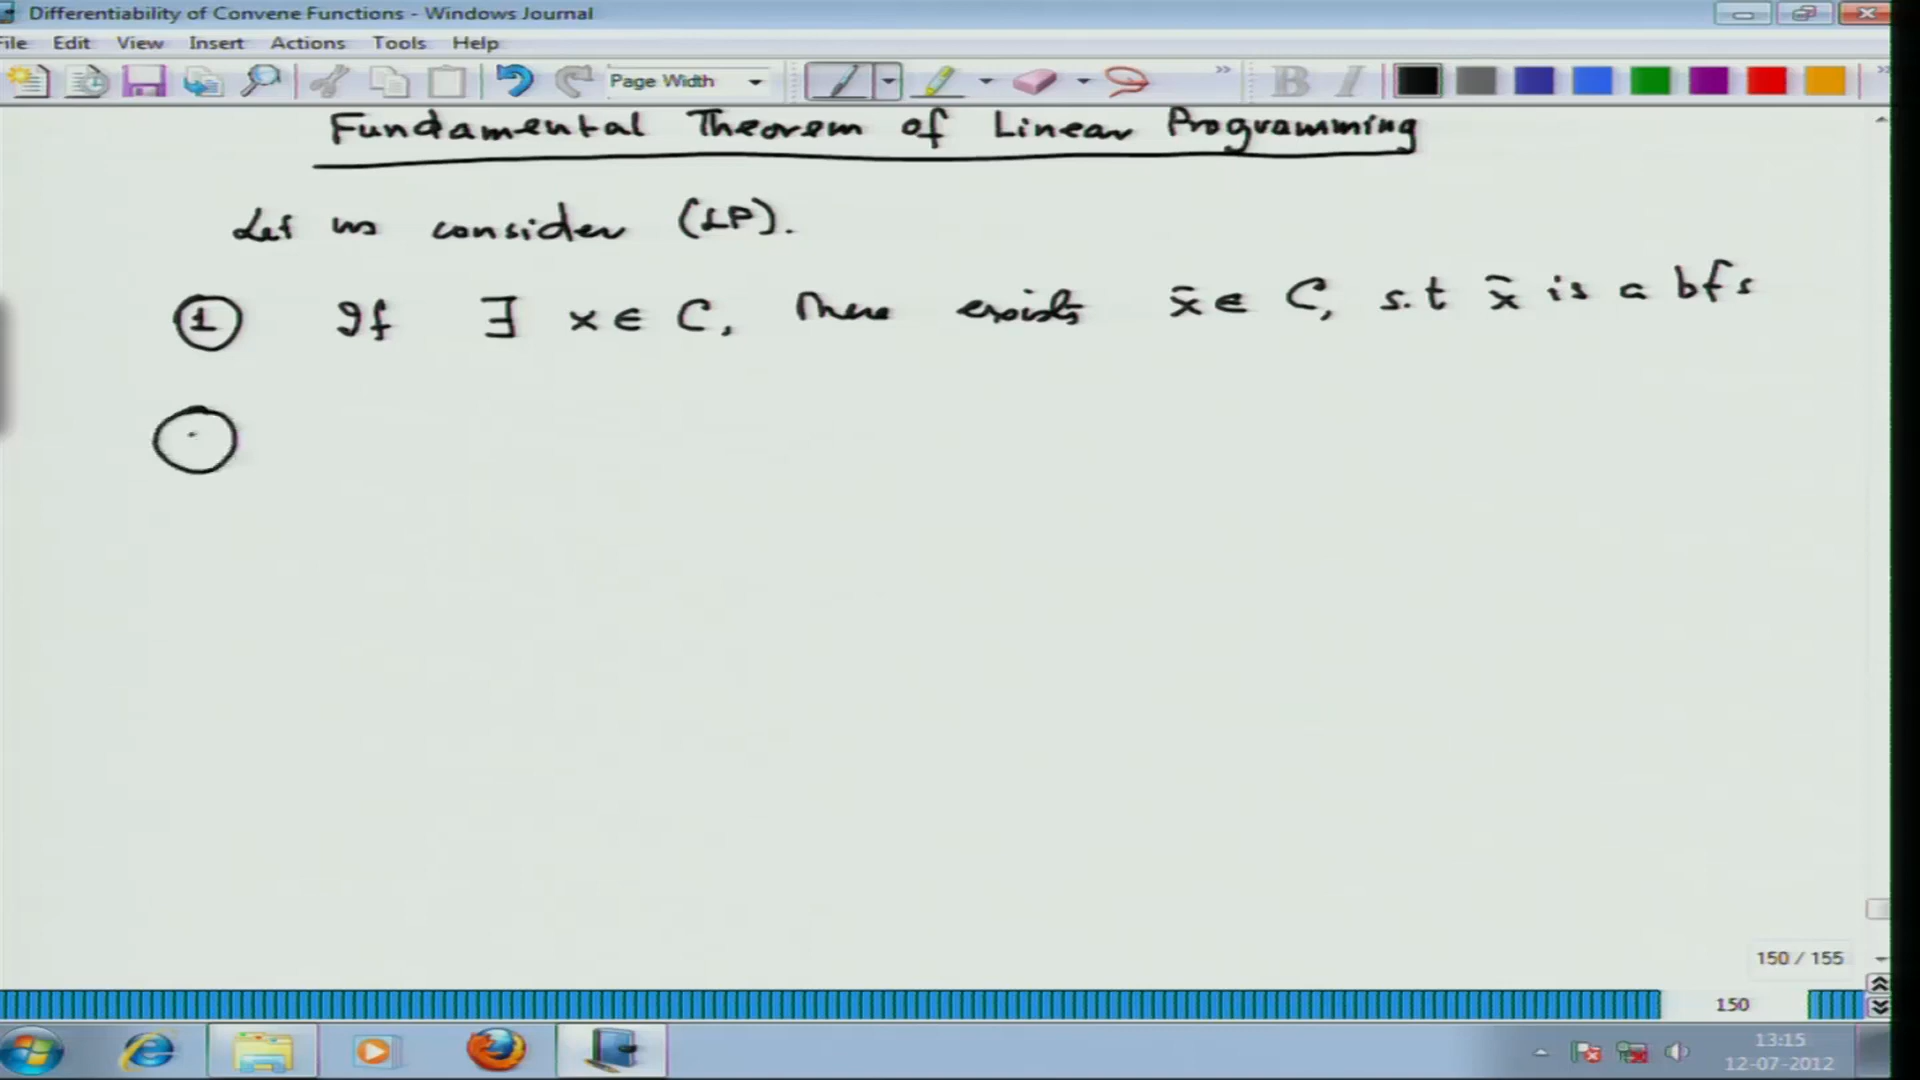 Differentiability of Convene Functions - Windows Journal
File Edit View Insert Actions Tools Help
Page Width
B I
Fundamental Theorem of Linear Programming
Let us consider (LP).
① If ∃ x ∈ C, there exists x̄ ∈ C, s.t x̄ is a bfs
150 / 155
150
13:15
12-07-2012